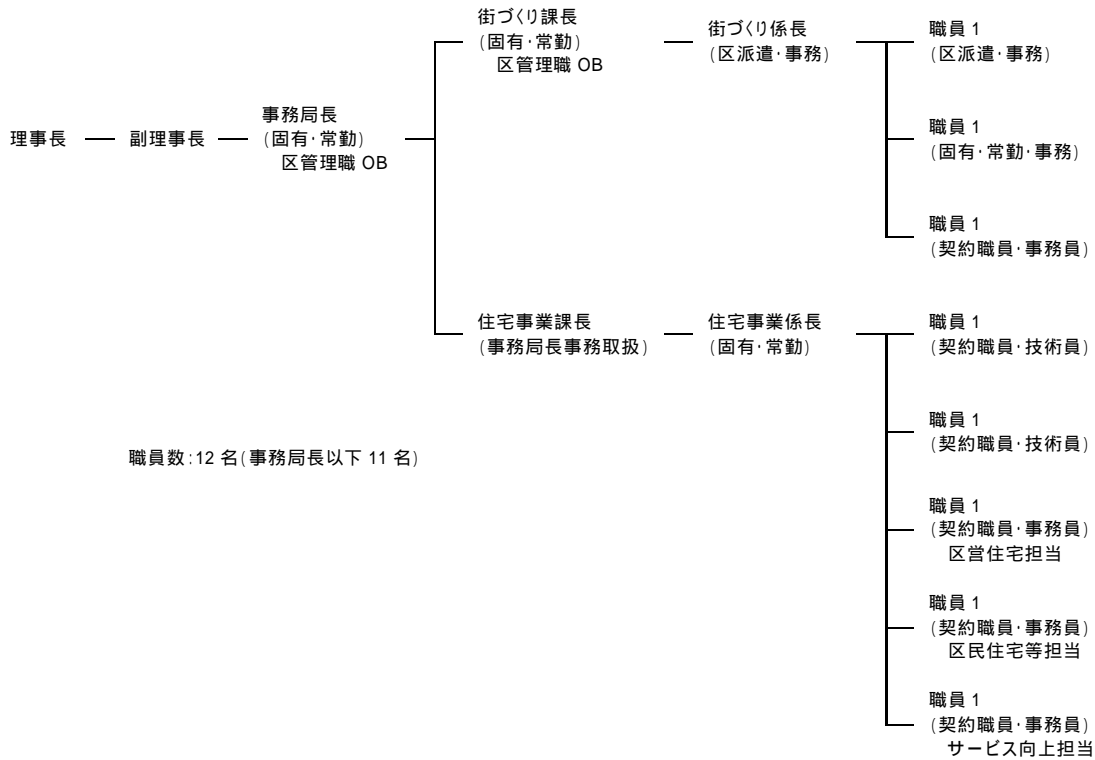 理事長
副理事長
事務局長
(固有・常勤)
区管理職 OB
街づくり課長
(固有・常勤)
区管理職 OB
街づくり係長
(区派遣・事務)
職員 1
(区派遣・事務)
職員 1
(固有・常勤・事務)
職員 1
(契約職員・事務員)
住宅事業課長
(事務局長事務取扱)
住宅事業係長
(固有・常勤)
職員 1
(契約職員・技術員)
職員 1
(契約職員・技術員)
職員 1
(契約職員・事務員)
区営住宅担当
職員 1
(契約職員・事務員)
区民住宅等担当
職員 1
(契約職員・事務員)
サービス向上担当
職員数:12 名(事務局長以下 11 名)